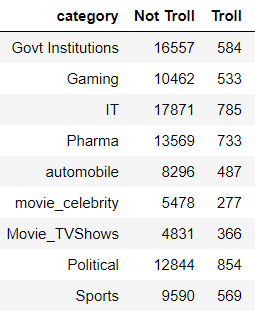 category Not Troll Troll
Govt Institutions 16557 584
Gaming 10462 533
IT 17871 785
Pharma 13569 733
automobile 8296 487
movie_celebrity 5478 277
Movie_TVShows 4831 366
Political 12844 854
Sports 9590 569